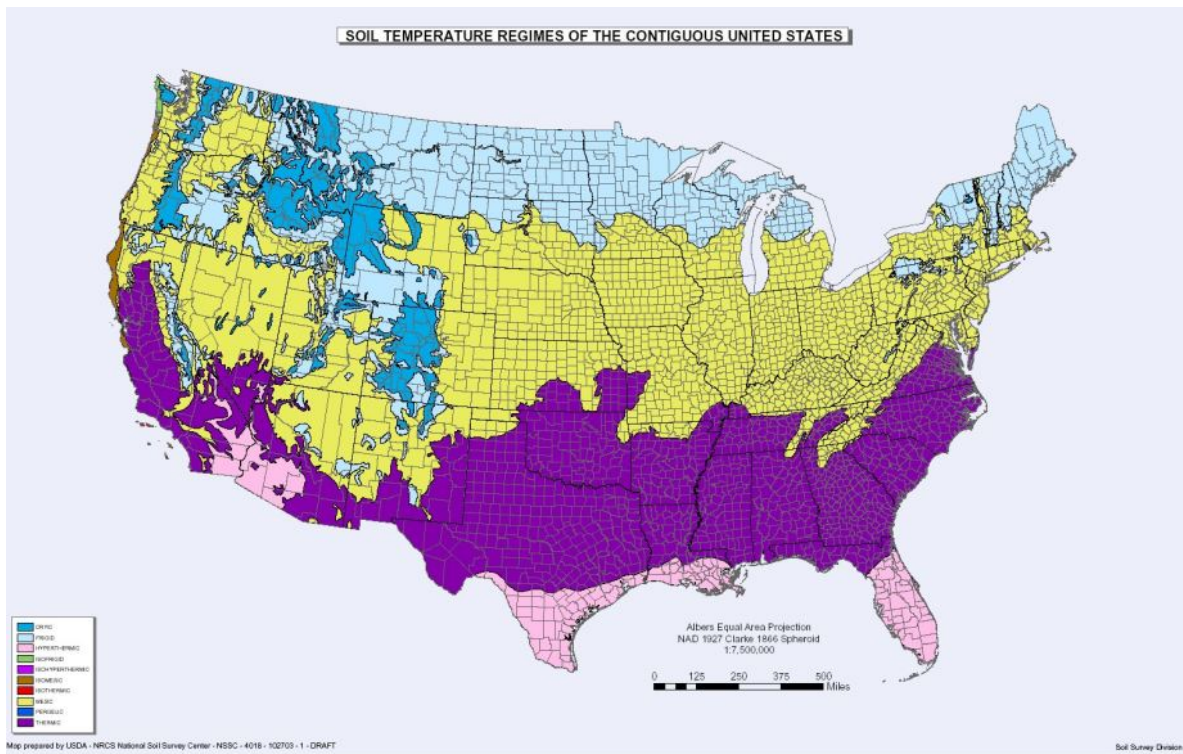 SOIL TEMPERATURE REGIMES OF THE CONTIGUOUS UNITED STATES
Albers Equal Area Projection
NAD 1927 Clarke 1866 Spheroid
1:7,500,000
0 125 250 375 500
Miles
CRYIC
FRIGID
HYPERTHERMIC
ISOFRIGID
ISOHYPERTHERMIC
ISOMESIC
ISOTHERMIC
MESIC
PERGELIC
THERMIC
Map prepared by USDA - NRCS National Soil Survey Center - NSSC - 4018 - 102703 - 1 - DRAFT
Soil Survey Division